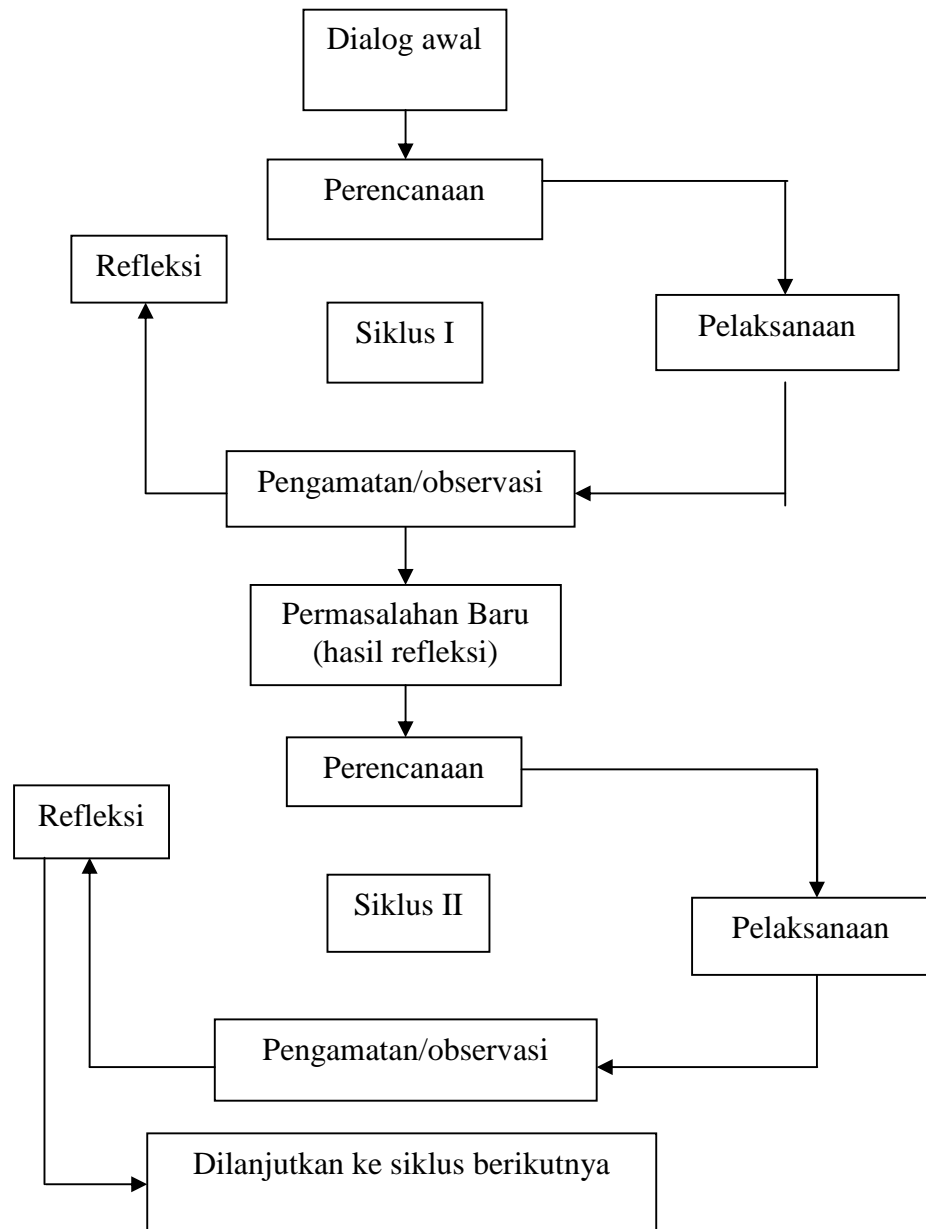 Dialog awal
Perencanaan
Refleksi
Siklus I
Pelaksanaan
Pengamatan/observasi
Permasalahan Baru
(hasil refleksi)
Perencanaan
Refleksi
Siklus II
Pelaksanaan
Pengamatan/observasi
Dilanjutkan ke siklus berikutnya